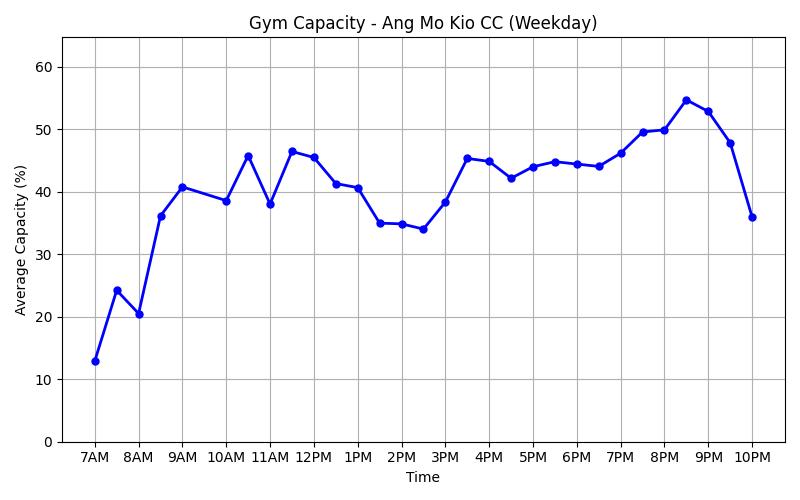 Gym Capacity - Ang Mo Kio CC (Weekday)
Average Capacity (%)
60
50
40
30
20
10
0
7AM 8AM 9AM 10AM 11AM 12PM 1PM 2PM 3PM 4PM 5PM 6PM 7PM 8PM 9PM 10PM
Time